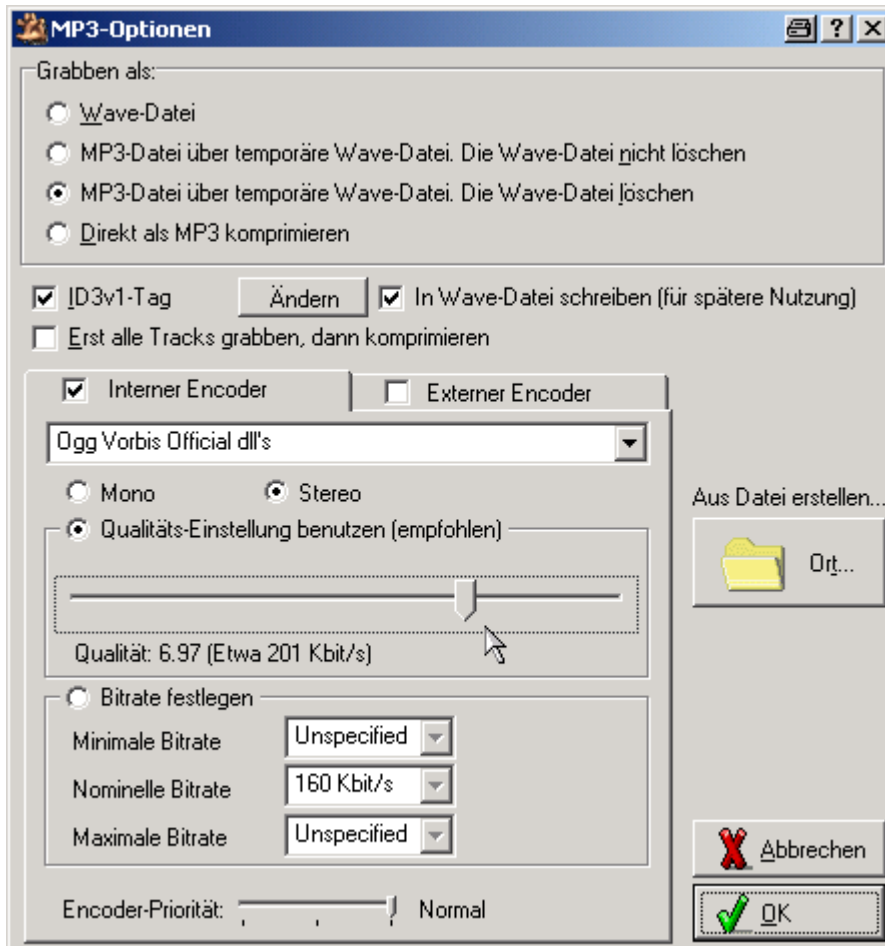 MP3-Optionen
Grabben als:
Wave-Datei
MP3-Datei über temporäre Wave-Datei. Die Wave-Datei nicht löschen
MP3-Datei über temporäre Wave-Datei. Die Wave-Datei löschen
Direkt als MP3 komprimieren
ID3v1-Tag Ändern In Wave-Datei schreiben (für spätere Nutzung)
Erst alle Tracks grabben, dann komprimieren
Interner Encoder Externer Encoder
Ogg Vorbis Official dll's
Mono Stereo
Aus Datei erstellen...
Qualitäts-Einstellung benutzen (empfohlen)
Ort...
Qualität: 6.97 (Etwa 201 Kbit/s)
Bitrate festlegen
Minimale Bitrate Unspecified
Nominelle Bitrate 160 Kbit/s
Maximale Bitrate Unspecified
Abbrechen
Encoder-Priorität: Normal
OK